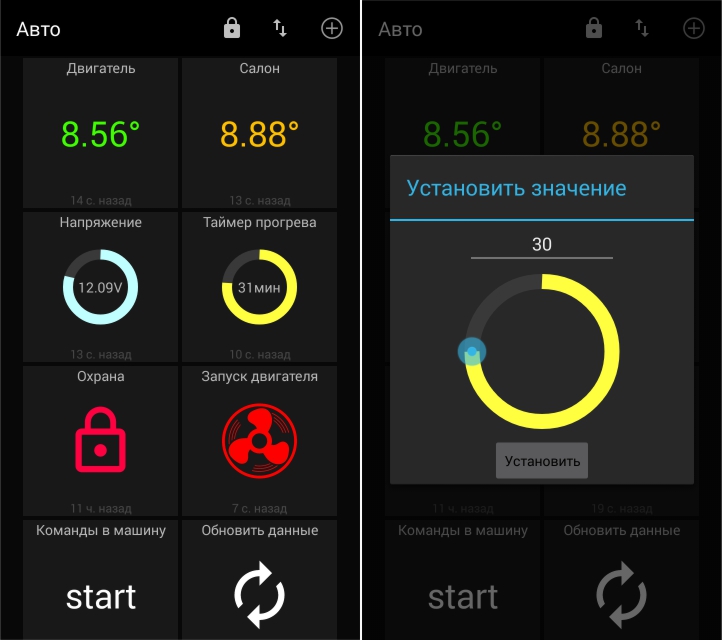 Авто
Двигатель
Салон
8.56°
8.88°
14 с. назад
13 с. назад
Напряжение
Таймер прогрева
12.09V
31мин
13 с. назад
10 с. назад
Охрана
Запуск двигателя
11 ч. назад
7 с. назад
Команды в машину
Обновить данные
start
Авто
Двигатель
Салон
8.56°
8.88°
Установить значение
30
Установить
11 ч. назад
19 с. назад
Команды в машину
Обновить данные
start